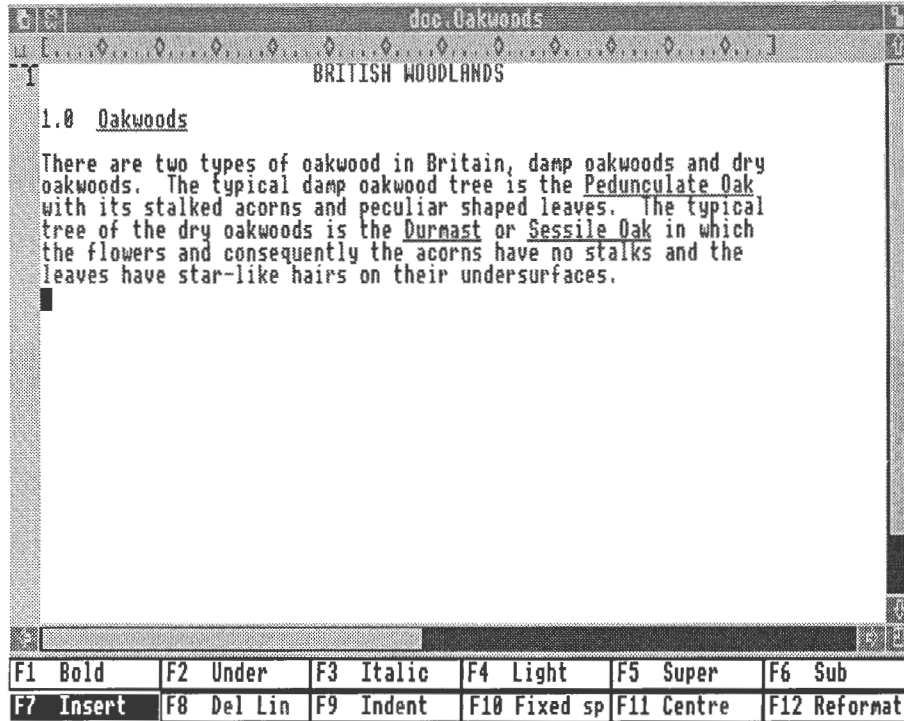 doc.Oakwoods
1
BRITISH WOODLANDS
1.0 Oakwoods
There are two types of oakwood in Britain, damp oakwoods and dry
oakwoods. The typical damp oakwood tree is the Pedunculate Oak
with its stalked acorns and peculiar shaped leaves. The typical
tree of the dry oakwoods is the Durmast or Sessile Oak in which
the flowers and consequently the acorns have no stalks and the
leaves have star-like hairs on their undersurfaces.
F1 Bold F2 Under F3 Italic F4 Light F5 Super F6 Sub
F7 Insert F8 Del Lin F9 Indent F10 Fixed sp F11 Centre F12 Reformat